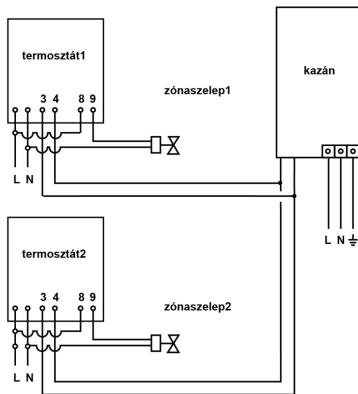 termosztát1
3 4 8 9
L N
zónaszelep1
kazán
L N
termosztát2
3 4 8 9
L N
zónaszelep2